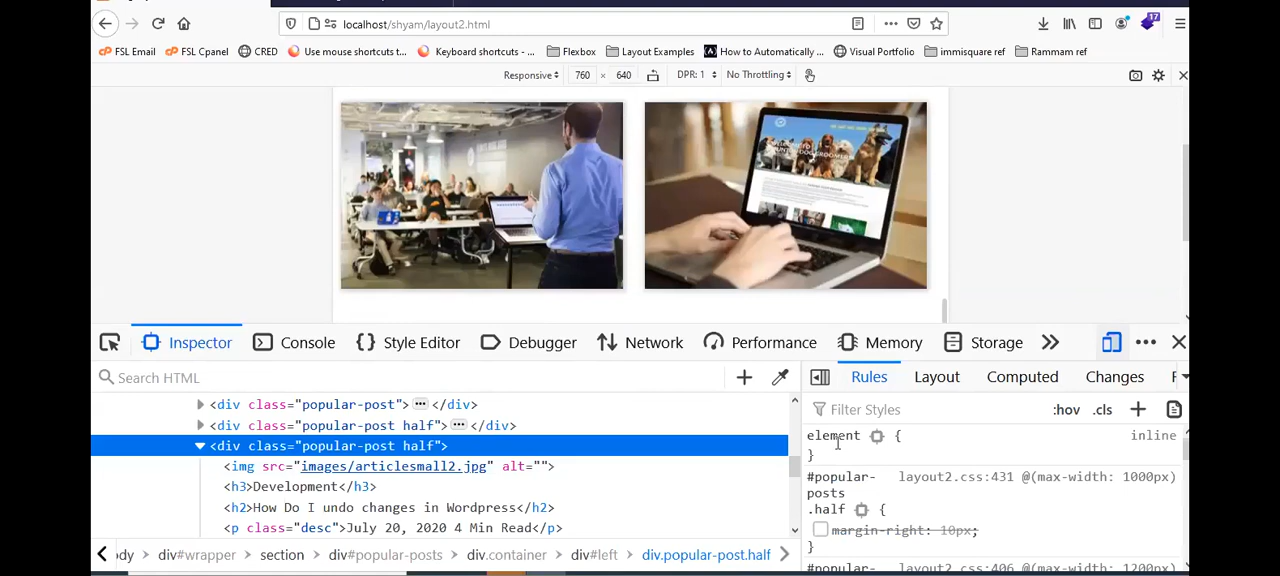 localhost/shyam/layout2.html
17
FSL Email FSL Cpanel CRED Use mouse shortcuts t... Keyboard shortcuts - ... Flexbox Layout Examples How to Automatically ... Visual Portfolio immisquare ref Rammam ref
Responsive 760 × 640 DPR: 1 No Throttling
Inspector Console Style Editor Debugger Network Performance Memory Storage
Search HTML
Rules Layout Computed Changes F
Filter Styles :hov .cls
<div class="popular-post"> ••• </div>
<div class="popular-post half"> ••• </div>
<div class="popular-post half">
<img src="images/articlesmall2.jpg" alt="">
<h3>Development</h3>
<h2>How Do I undo changes in Wordpress</h2>
<p class="desc">July 20, 2020 4 Min Read</p>
element { inline
}
#popular- layout2.css:431 @(max-width: 1000px)
posts
.half {
margin-right: 10px;
}
#popular- layout2.css:406 @(max-width: 1200px)
dy div#wrapper section div#popular-posts div.container div#left div.popular-post.half